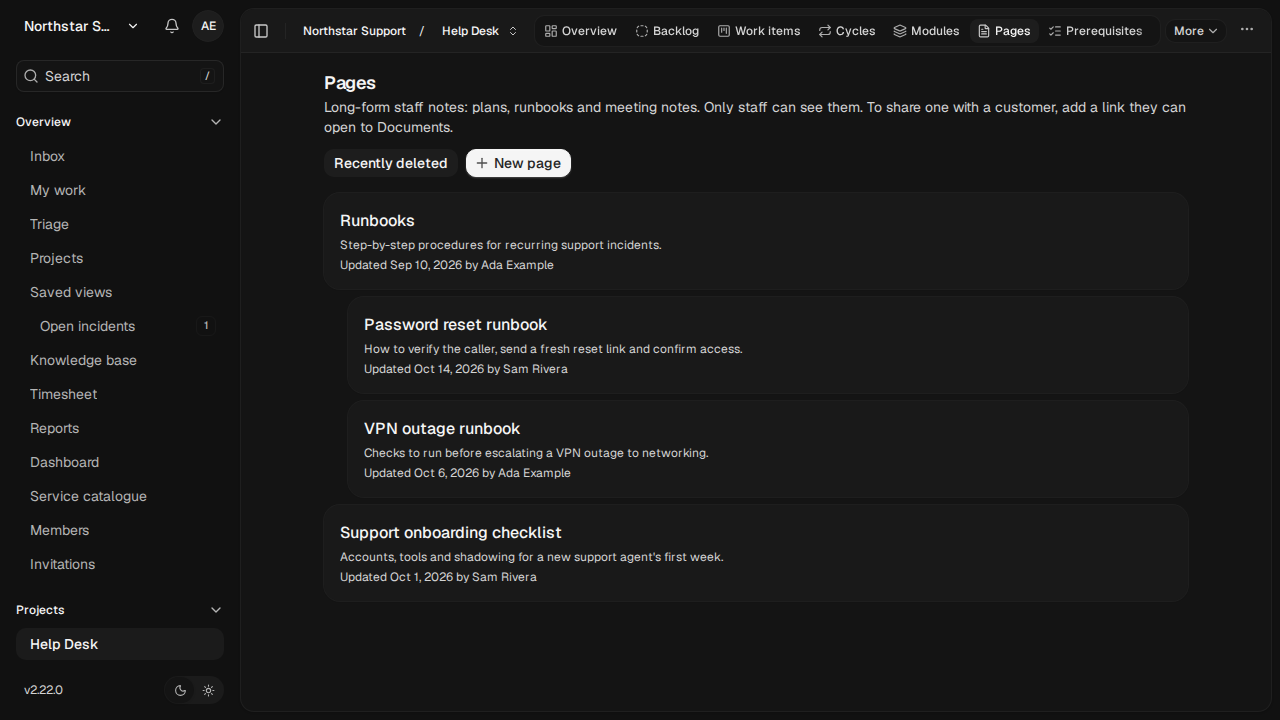 Northstar S...
AE
Search
/
Overview
Inbox
My work
Triage
Projects
Saved views
Open incidents
1
Knowledge base
Timesheet
Reports
Dashboard
Service catalogue
Members
Invitations
Projects
Help Desk
v2.22.0
Northstar Support / Help Desk
Overview
Backlog
Work items
Cycles
Modules
Pages
Prerequisites
More
Pages
Long-form staff notes: plans, runbooks and meeting notes. Only staff can see them. To share one with a customer, add a link they can
open to Documents.
Recently deleted
New page
Runbooks
Step-by-step procedures for recurring support incidents.
Updated Sep 10, 2026 by Ada Example
Password reset runbook
How to verify the caller, send a fresh reset link and confirm access.
Updated Oct 14, 2026 by Sam Rivera
VPN outage runbook
Checks to run before escalating a VPN outage to networking.
Updated Oct 6, 2026 by Ada Example
Support onboarding checklist
Accounts, tools and shadowing for a new support agent's first week.
Updated Oct 1, 2026 by Sam Rivera